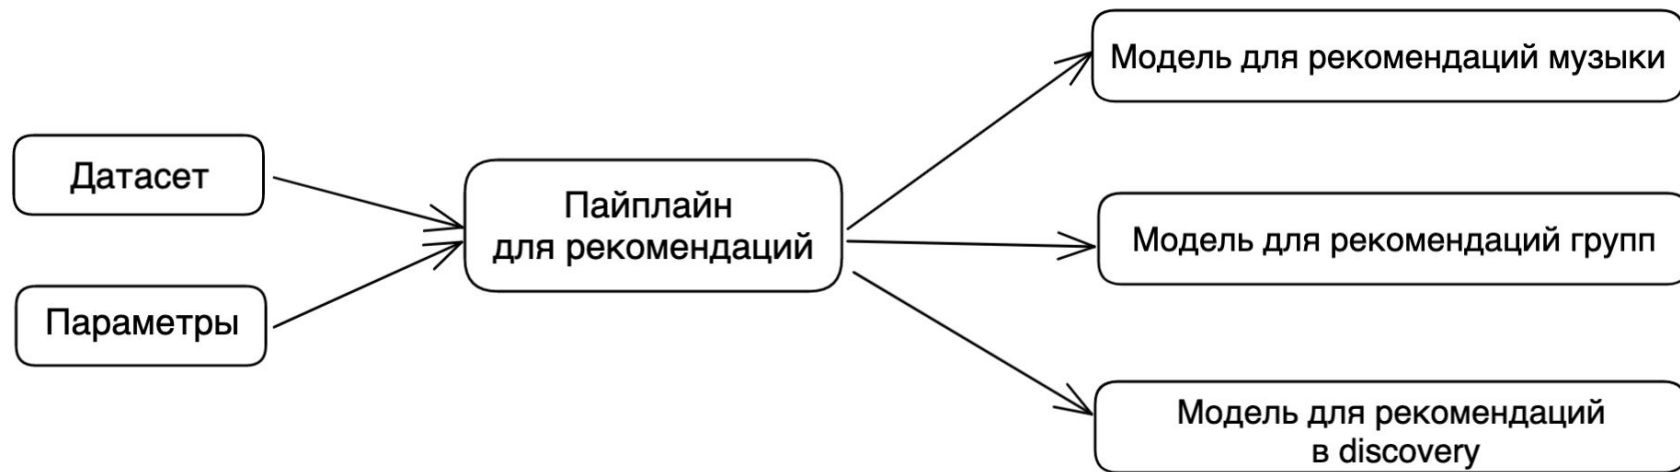 Датасет
Параметры
Пайплайн
для рекомендаций
Модель для рекомендаций музыки
Модель для рекомендаций групп
Модель для рекомендаций
в discovery